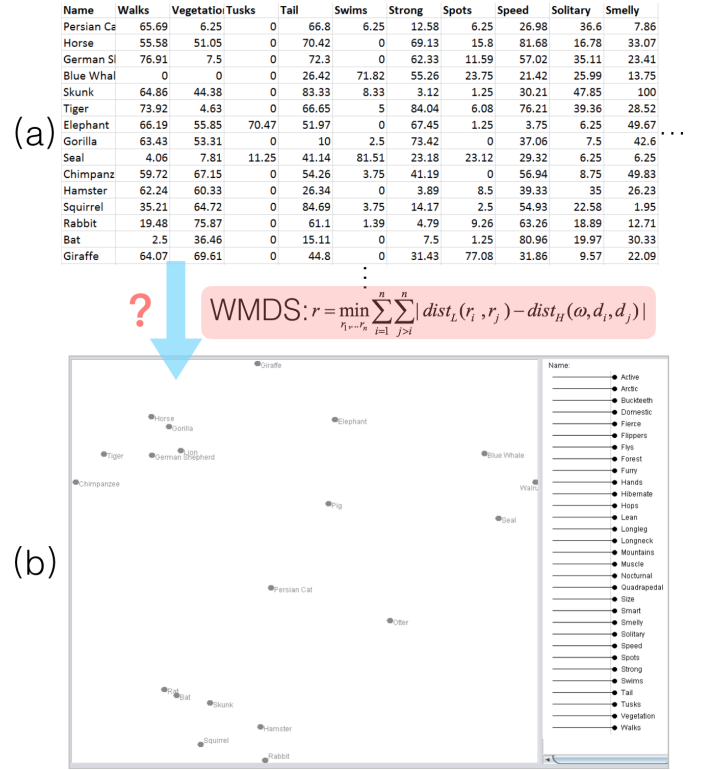 Name Walks Vegetation Tusks Tail Swims Strong Spots Speed Solitary Smelly
Persian Ca 65.69 6.25 0 66.8 6.25 12.58 6.25 26.98 36.6 7.86
Horse 55.58 51.05 0 70.42 0 69.13 15.8 81.68 16.78 33.07
German Sh 76.91 7.5 0 72.3 0 62.33 11.59 57.02 35.11 23.41
Blue Whal 0 0 0 26.42 71.82 55.26 23.75 21.42 25.99 13.75
Skunk 64.86 44.38 0 83.33 8.33 3.12 1.25 30.21 47.85 100
Tiger 73.92 4.63 0 66.65 5 84.04 6.08 76.21 39.36 28.52
Elephant 66.19 55.85 70.47 51.97 0 67.45 1.25 3.75 6.25 49.67
(a)
...
Gorilla 63.43 53.31 0 10 2.5 73.42 0 37.06 7.5 42.6
Seal 4.06 7.81 11.25 41.14 81.51 23.18 23.12 29.32 6.25 6.25
Chimpanz 59.72 67.15 0 54.26 3.75 41.19 0 56.94 8.75 49.83
Hamster 62.24 60.33 0 26.34 0 3.89 8.5 39.33 35 26.23
Squirrel 35.21 64.72 0 84.69 3.75 14.17 2.5 54.93 22.58 1.95
Rabbit 19.48 75.87 0 61.1 1.39 4.79 9.26 63.26 18.89 12.71
Bat 2.5 36.46 0 15.11 0 7.5 1.25 80.96 19.97 30.33
Giraffe 64.07 69.61 0 44.8 0 31.43 77.08 31.86 9.57 22.09
⋮
?
WMDS: r = min_{r_1,...r_n} ∑_{i=1}^{n} ∑_{j>i}^{n} | dist_L(r_i, r_j) − dist_H(ω, d_i, d_j) |
(b)
Giraffe
Horse
Gorilla
Elephant
Lion
German Shepherd
Tiger
Blue Whale
Chimpanzee
Walru
Pig
Seal
Persian Cat
Otter
Rat
Bat
Skunk
Hamster
Squirrel
Rabbit
Name:
Active
Arctic
Buckteeth
Domestic
Fierce
Flippers
Flys
Forest
Furry
Hands
Hibernate
Hops
Lean
Longleg
Longneck
Mountains
Muscle
Nocturnal
Quadrapedal
Size
Smart
Smelly
Solitary
Speed
Spots
Strong
Swims
Tail
Tusks
Vegetation
Walks